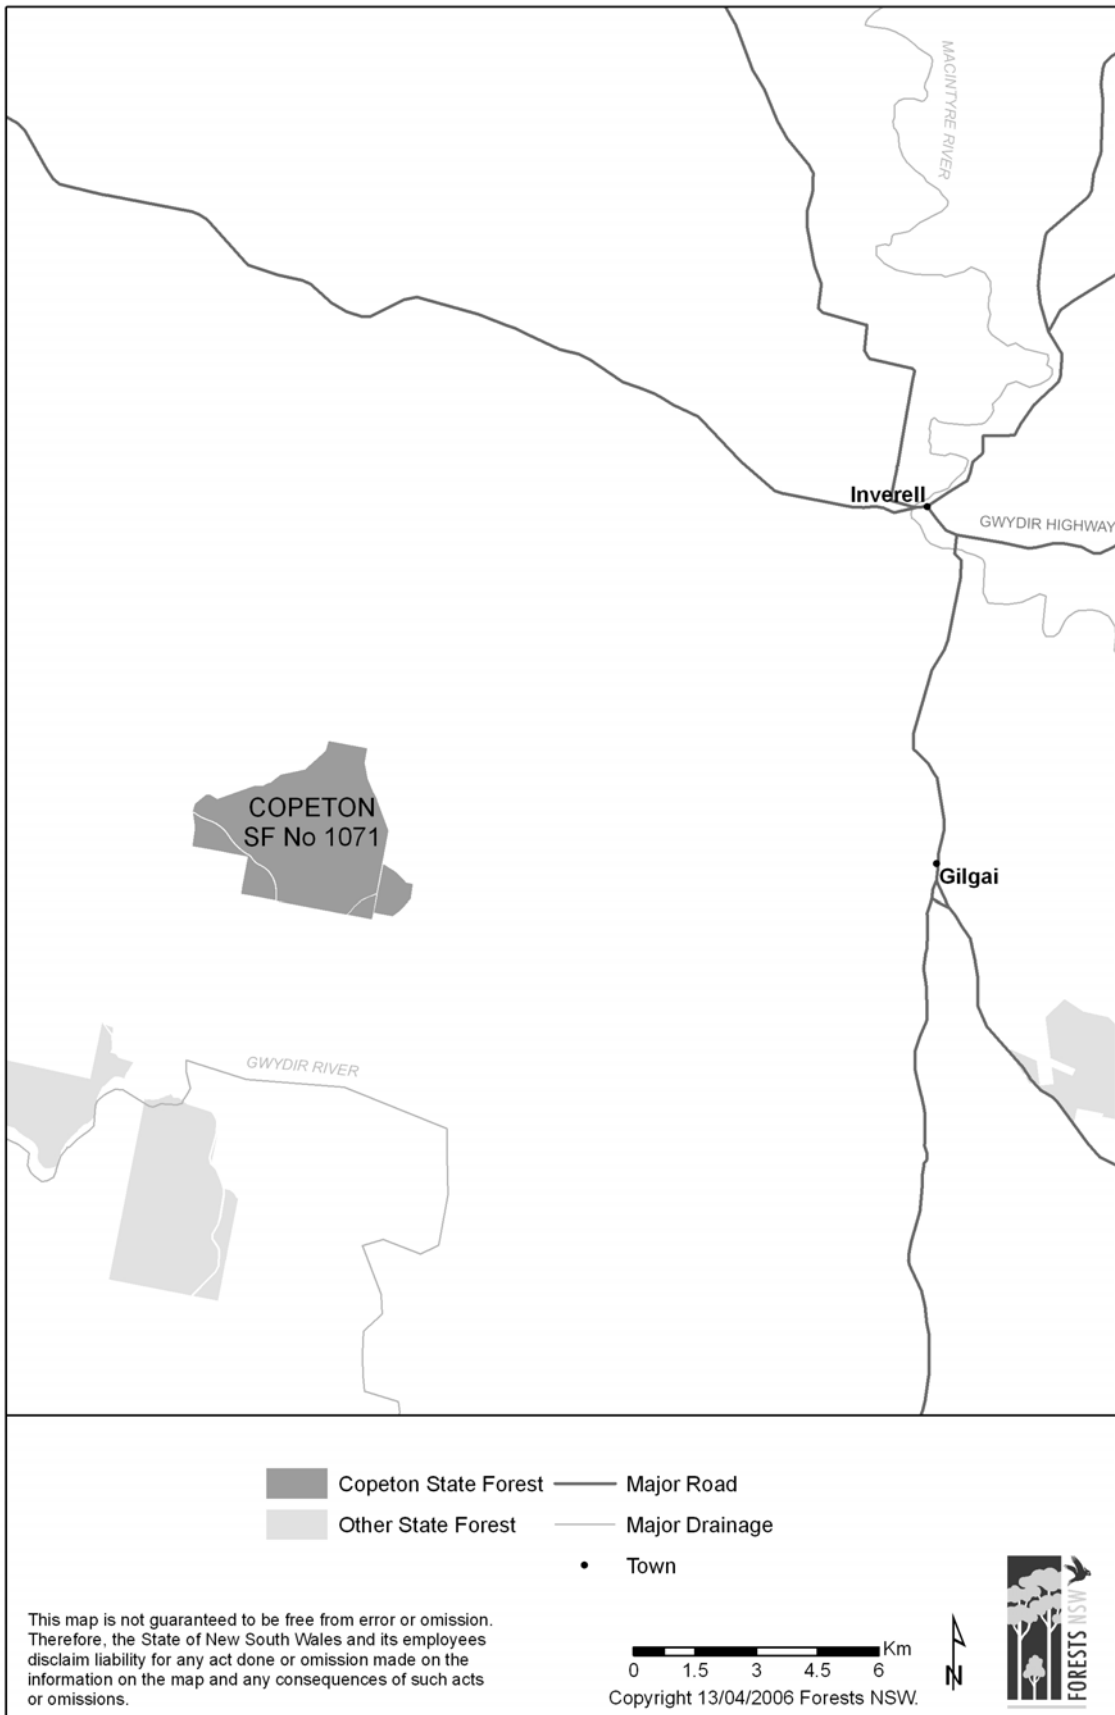 MACINTYRE RIVER
Inverell
GWYDIR HIGHWAY
COPETON
SF No 1071
Gilgai
GWYDIR RIVER
Copeton State Forest
Major Road
Other State Forest
Major Drainage
Town
This map is not guaranteed to be free from error or omission.
Therefore, the State of New South Wales and its employees
disclaim liability for any act done or omission made on the
information on the map and any consequences of such acts
or omissions.
Km
0 1.5 3 4.5 6
Copyright 13/04/2006 Forests NSW.
N
FORESTS NSW